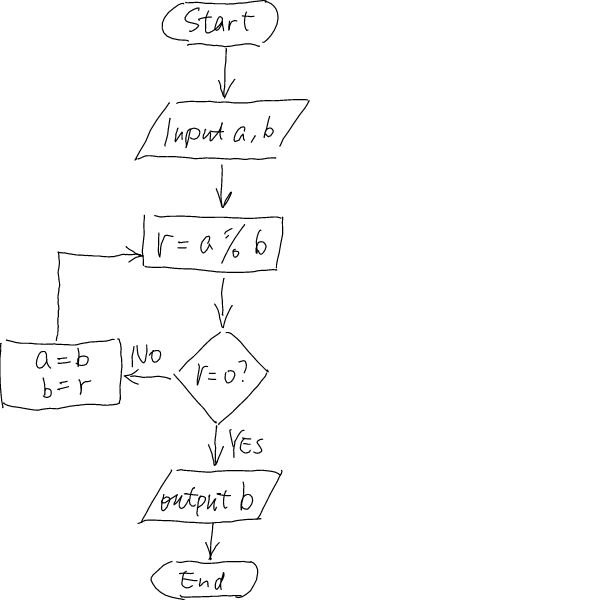 Start
Input a, b
r = a % b
r=0?
No
a=b
b=r
YES
output b
End